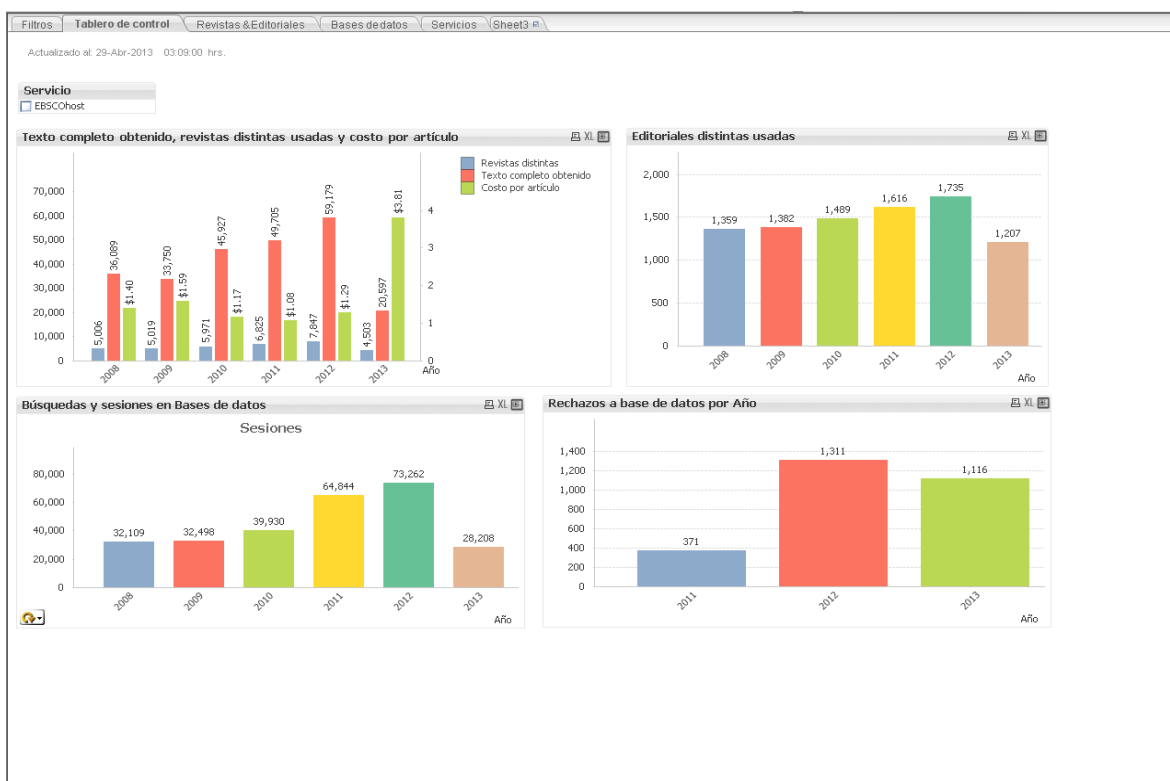 Filtros Tablero de control Revistas & Editoriales Bases de datos Servicios Sheet3
Actualizado al: 29-Abr-2013 03:09:00 hrs.
Servicio
EBSCOhost
Texto completo obtenido, revistas distintas usadas y costo por artículo XL
Revistas distintas
Texto completo obtenido
Costo por artículo
70,000
60,000
50,000
40,000
30,000
20,000
10,000
0
5,006 36,089 $1.40
5,019 33,750 $1.59
5,971 45,927 $1.17
6,825 49,705 $1.08
7,847 59,179 $1.29
4,503 20,597 $3.81
4
3
2
1
0
2008 2009 2010 2011 2012 2013
Año
Editoriales distintas usadas XL
2,000
1,500
1,000
500
0
1,359 1,382 1,489 1,616 1,735 1,207
2008 2009 2010 2011 2012 2013
Año
Búsquedas y sesiones en Bases de datos XL
Sesiones
80,000
60,000
40,000
20,000
0
32,109 32,498 39,930 64,844 73,262 28,208
2008 2009 2010 2011 2012 2013
Año
Rechazos a base de datos por Año XL
1,400
1,200
1,000
800
600
400
200
0
371 1,311 1,116
2011 2012 2013
Año